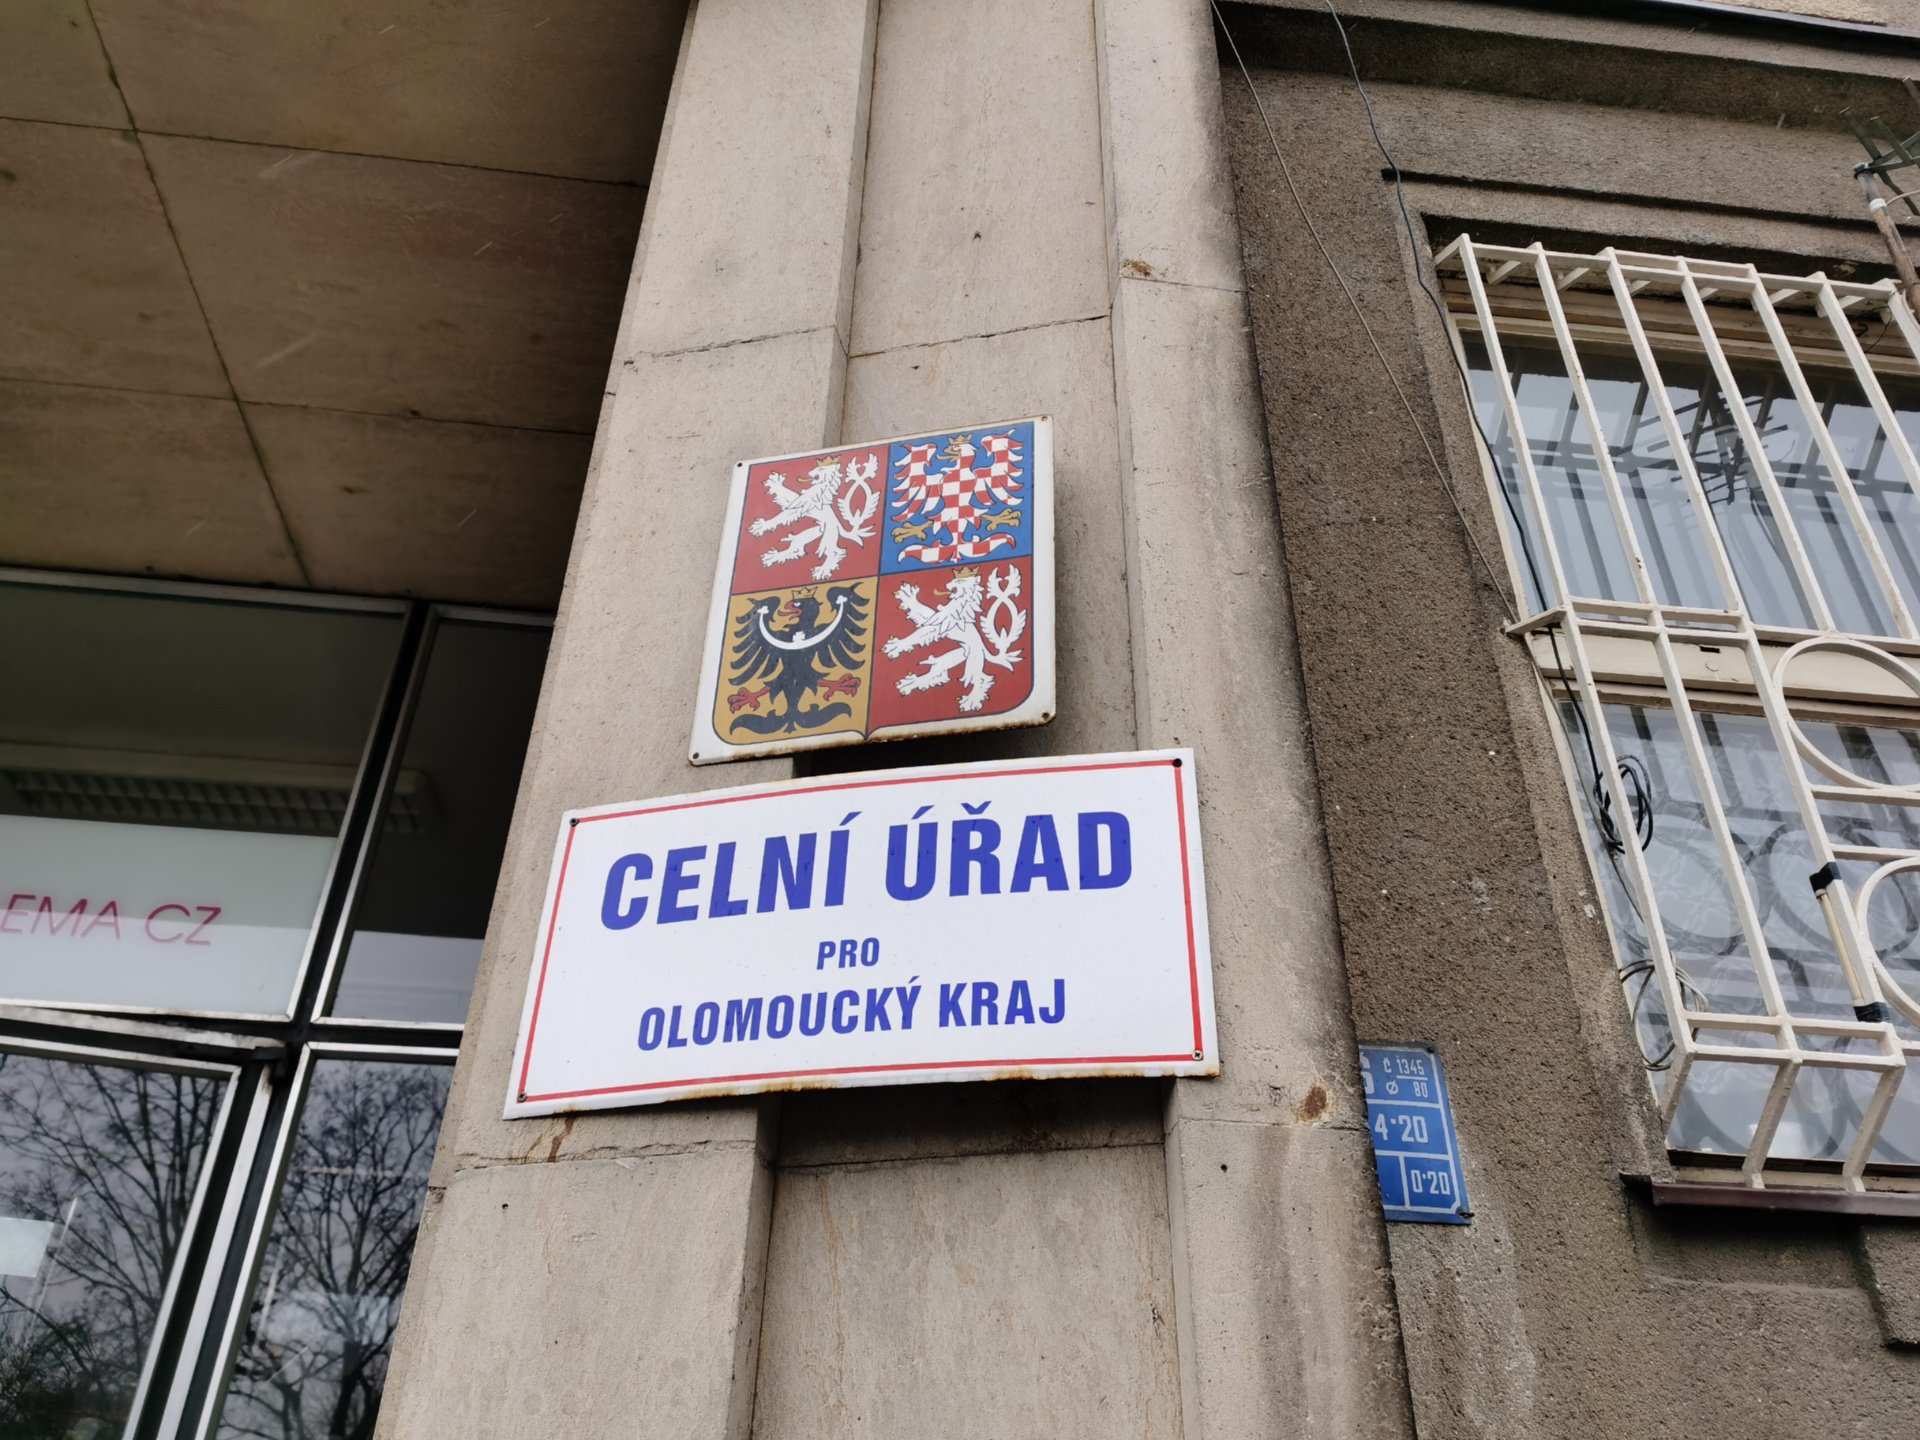 CELNÍ ÚŘAD
PRO
OLOMOUCKÝ KRAJ
EMA CZ
Č 1345
80
4·20
0·20